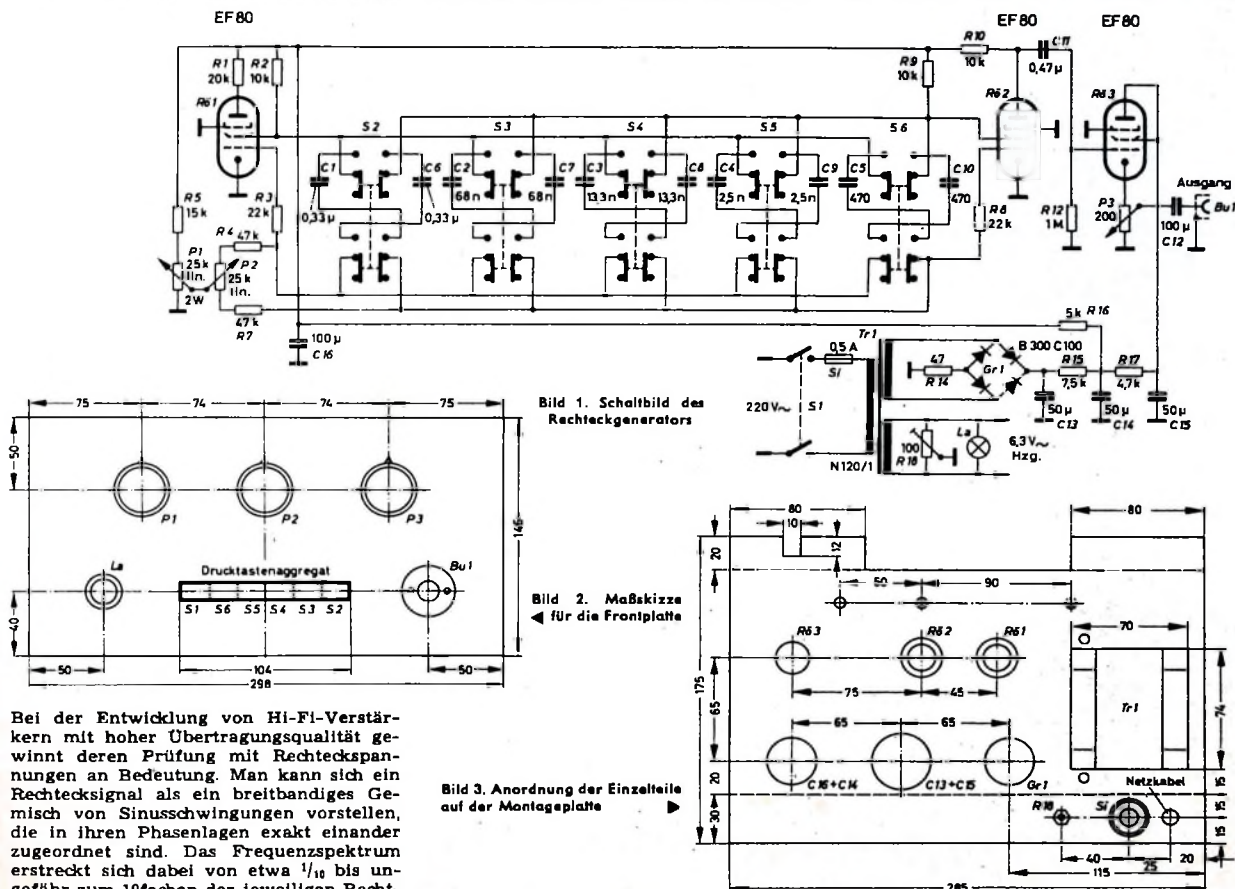 EF80
EF80
EF80
R1
20k
R2
10k
Rö1
R5
15k
R3
22k
R4
47k
P1
25k
lin.
2W
P2
25k
lin.
47k
R7
100µ
C16
S2
S3
S4
S5
S6
C1
0,33µ
C6
0,33µ
C2
68n
C7
68n
C3
13,3n
C8
13,3n
C4
2,5n
C9
2,5n
C5
470
C10
470
R9
10k
R10
10k
C11
0,47µ
Rö2
Rö3
R8
22k
R12
1M
P3
200
Ausgang
Bu1
100µ
C12
5k R16
Tr1
0,5A
Si
220V~
S1
N120/1
47
R14
Gr1
B300C100
R15
7,5k
R17
4,7k
50µ
C13
50µ
C14
50µ
C15
100
R18
La
6,3V~
Hzg.
Bild 1. Schaltbild des
Rechteckgenerators
75
74
74
75
50
P1
P2
P3
146
La
Drucktastenaggregat
S1 S6 S5 S4 S3 S2
Bu1
40
50
104
50
298
Bild 2. Maßskizze
◄ für die Frontplatte
80
10
80
20
12
50
90
Rö3
Rö2
Rö1
70
175
65
75
45
Tr1
74
65
65
20
C16+C14
C13+C15
Gr1
Netzkabel
15
30
R18
Si
15
15
40
25
20
115
285
Bild 3. Anordnung der Einzelteile
auf der Montageplatte ►
Bei der Entwicklung von Hi-Fi-Verstär-
kern mit hoher Übertragungsqualität ge-
winnt deren Prüfung mit Rechteckspan-
nungen an Bedeutung. Man kann sich ein
Rechtecksignal als ein breitbandiges Ge-
misch von Sinusschwingungen vorstellen,
die in ihren Phasenlagen exakt einander
zugeordnet sind. Das Frequenzspektrum
erstreckt sich dabei von etwa 1/10 bis un-
gefähr zum 10fachen der jeweiligen Recht-